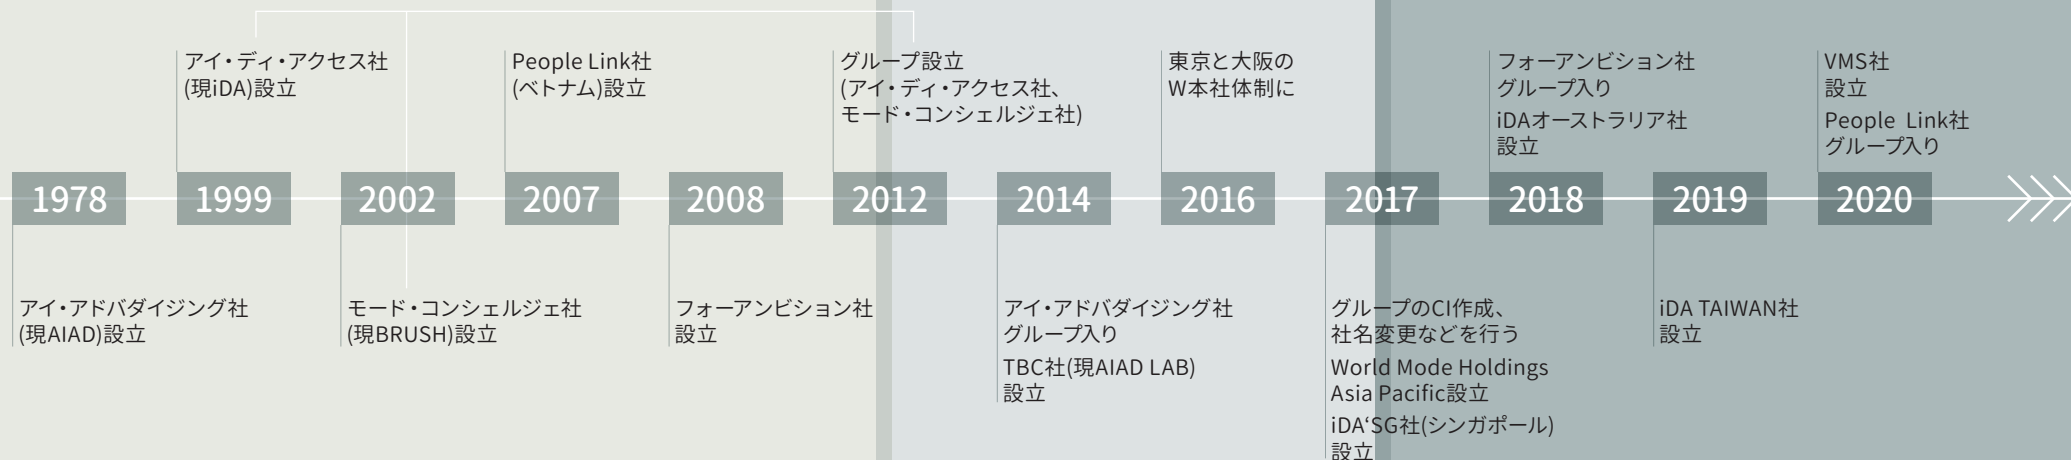 アイ・ディ・アクセス社
(現iDA)設立
People Link社
(ベトナム)設立
グループ設立
(アイ・ディ・アクセス社、
モード・コンシェルジェ社)
東京と大阪の
W本社体制に
フォーアンビション社
グループ入り
iDAオーストラリア社
設立
VMS社
設立
People Link社
グループ入り
1978
1999
2002
2007
2008
2012
2014
2016
2017
2018
2019
2020
アイ・アドバダイジング社
(現AIAD)設立
モード・コンシェルジェ社
(現BRUSH)設立
フォーアンビション社
設立
アイ・アドバダイジング社
グループ入り
TBC社(現AIAD LAB)
設立
グループのCI作成、
社名変更などを行う
World Mode Holdings
Asia Pacific設立
iDA‘SG社(シンガポール)
設立
iDA TAIWAN社
設立